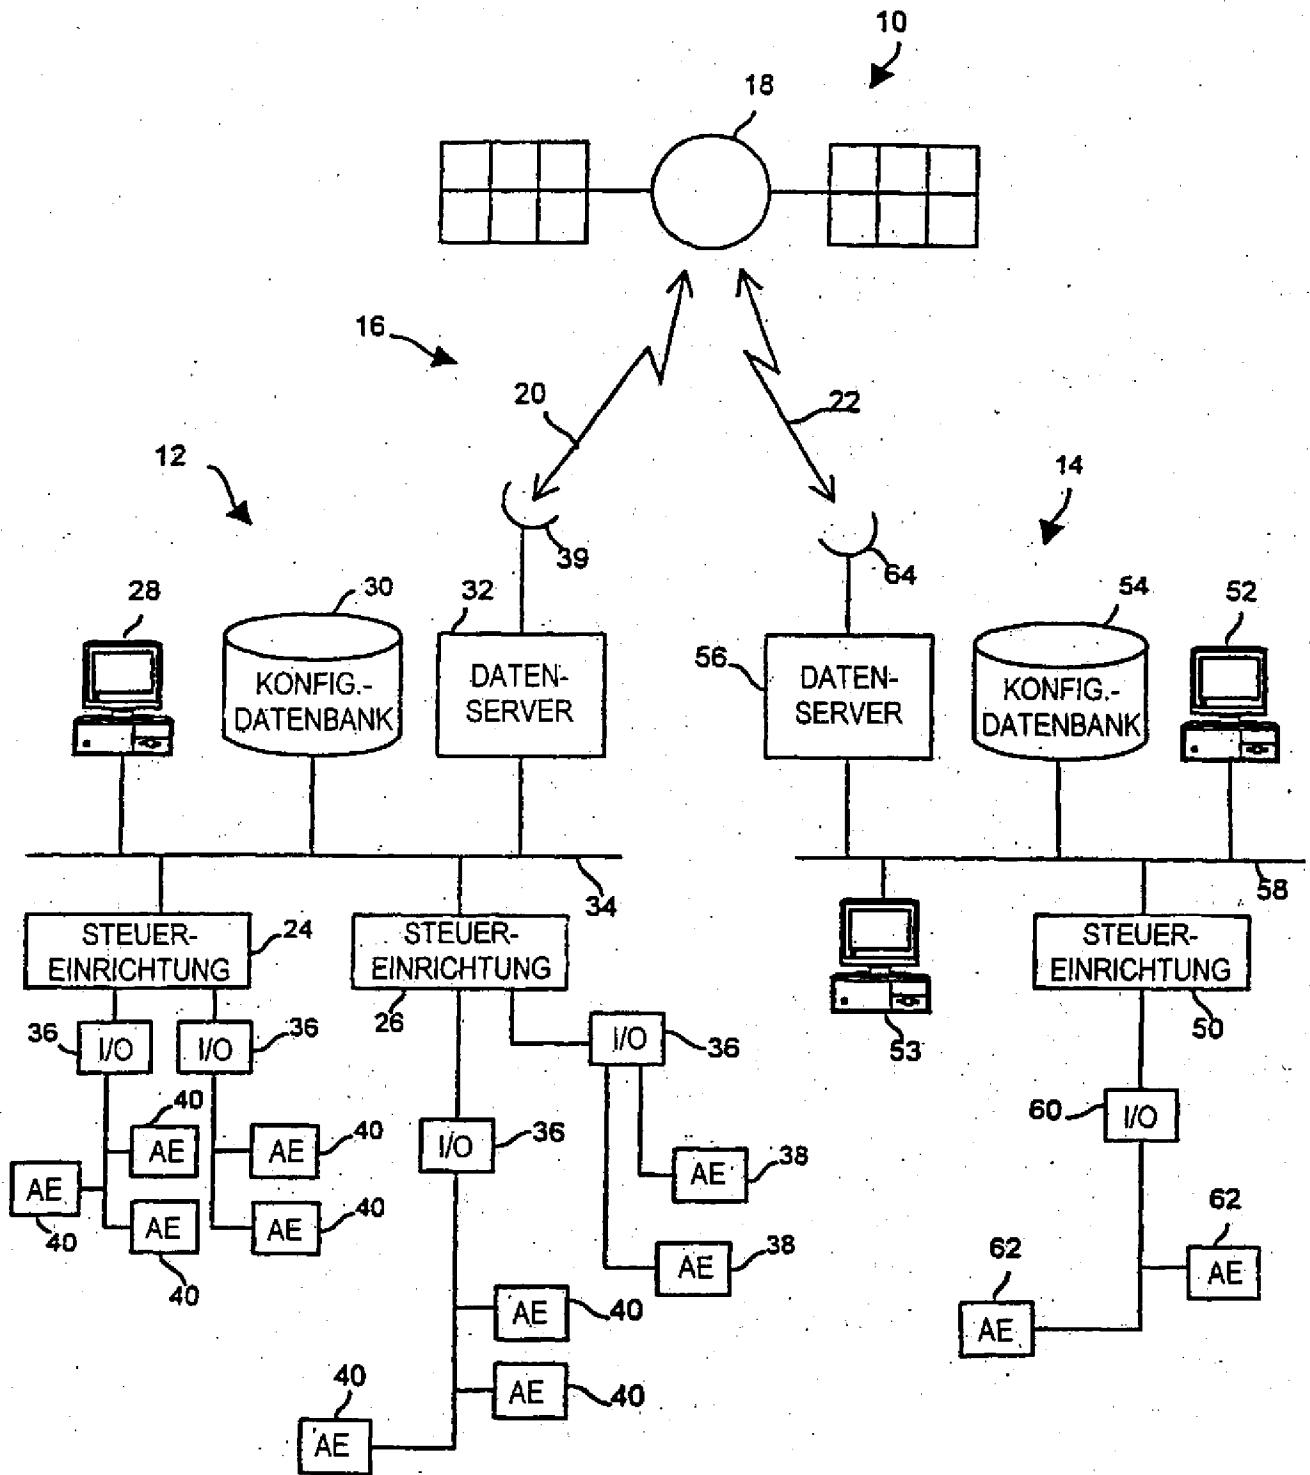 10
18
16
20
22
12
14
39
64
28
30
32
56
54
52
KONFIG.-
DATENBANK
DATEN-
SERVER
DATEN-
SERVER
KONFIG.-
DATENBANK
34
58
STEUER-
EINRICHTUNG
24
STEUER-
EINRICHTUNG
26
53
STEUER-
EINRICHTUNG
50
36
I/O
I/O
36
I/O
36
I/O
36
60
I/O
40
AE
AE
40
AE
40
AE
40
AE
40
AE
38
AE
38
AE
40
AE
40
40
AE
62
AE
62
AE